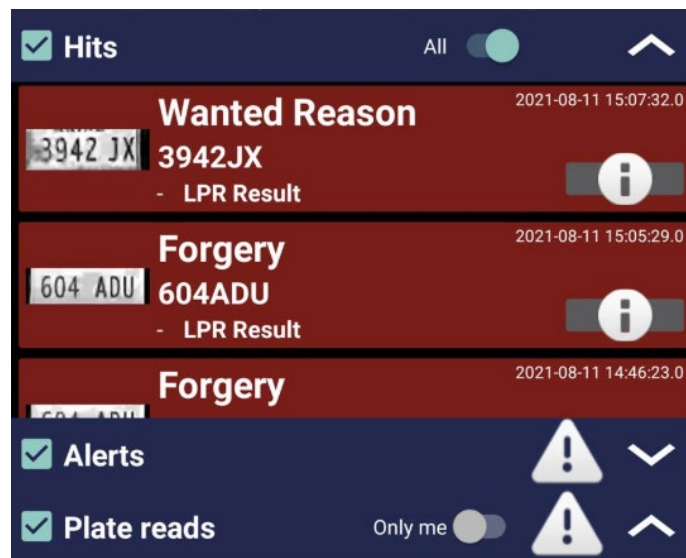 Hits
All
Wanted Reason
2021-08-11 15:07:32.0
3942 JX
3942JX
- LPR Result
Forgery
2021-08-11 15:05:29.0
604 ADU
604ADU
- LPR Result
Forgery
2021-08-11 14:46:23.0
604 ADU
Alerts
Plate reads
Only me